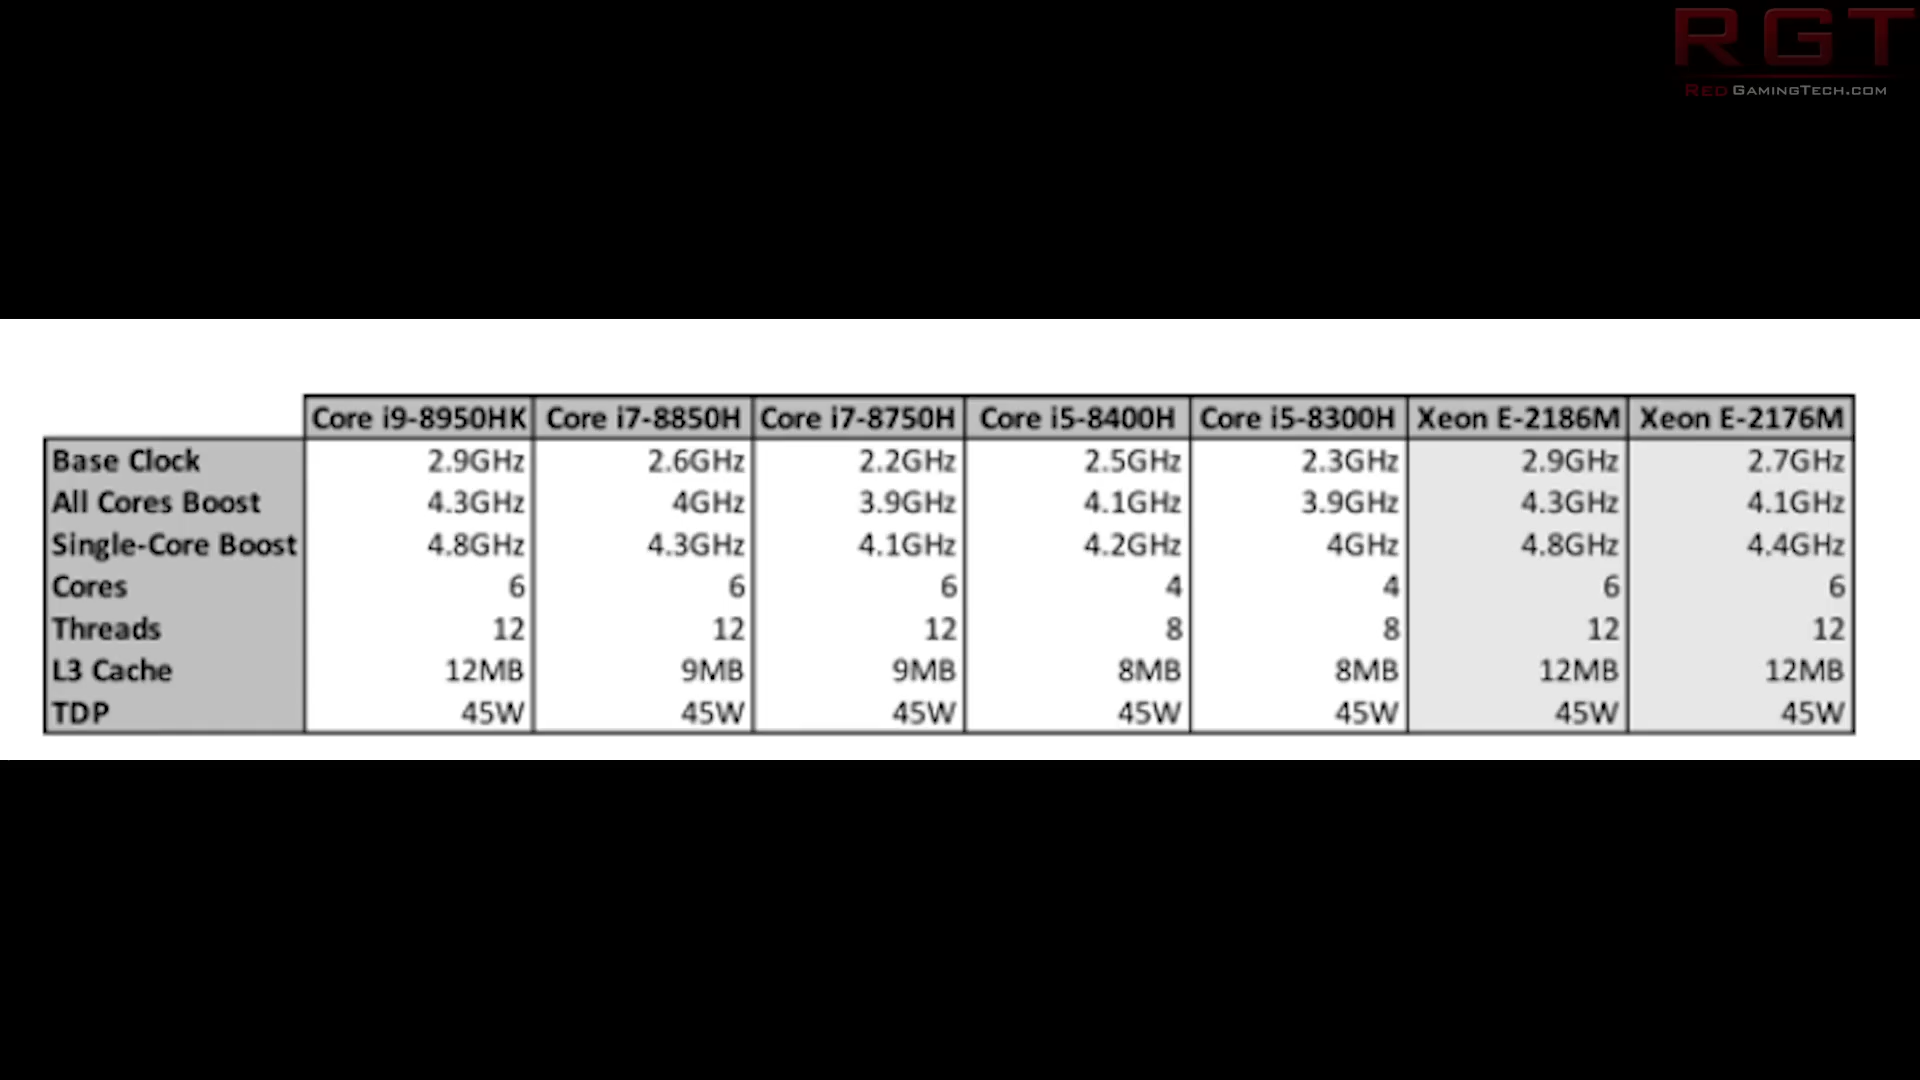 RGT
RED GAMINGTECH.COM
Core i9-8950HK Core i7-8850H Core i7-8750H Core i5-8400H Core i5-8300H Xeon E-2186M Xeon E-2176M
Base Clock 2.9GHz 2.6GHz 2.2GHz 2.5GHz 2.3GHz 2.9GHz 2.7GHz
All Cores Boost 4.3GHz 4GHz 3.9GHz 4.1GHz 3.9GHz 4.3GHz 4.1GHz
Single-Core Boost 4.8GHz 4.3GHz 4.1GHz 4.2GHz 4GHz 4.8GHz 4.4GHz
Cores 6 6 6 4 4 6 6
Threads 12 12 12 8 8 12 12
L3 Cache 12MB 9MB 9MB 8MB 8MB 12MB 12MB
TDP 45W 45W 45W 45W 45W 45W 45W